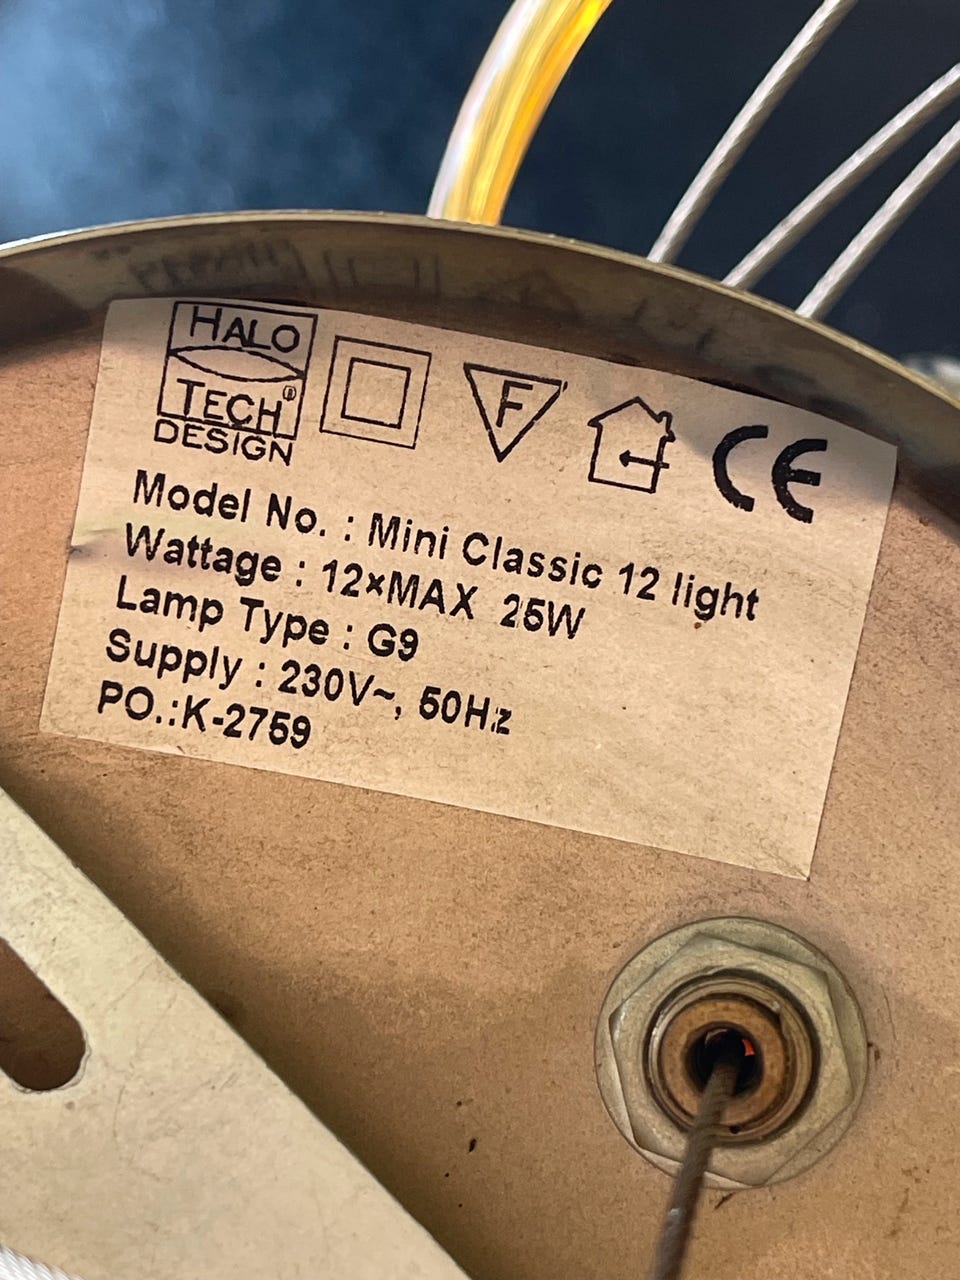 HALO
TECH®
DESIGN
F
CE
Model No. : Mini Classic 12 light
Wattage : 12×MAX 25W
Lamp Type : G9
Supply : 230V~, 50Hz
PO.:K-2759